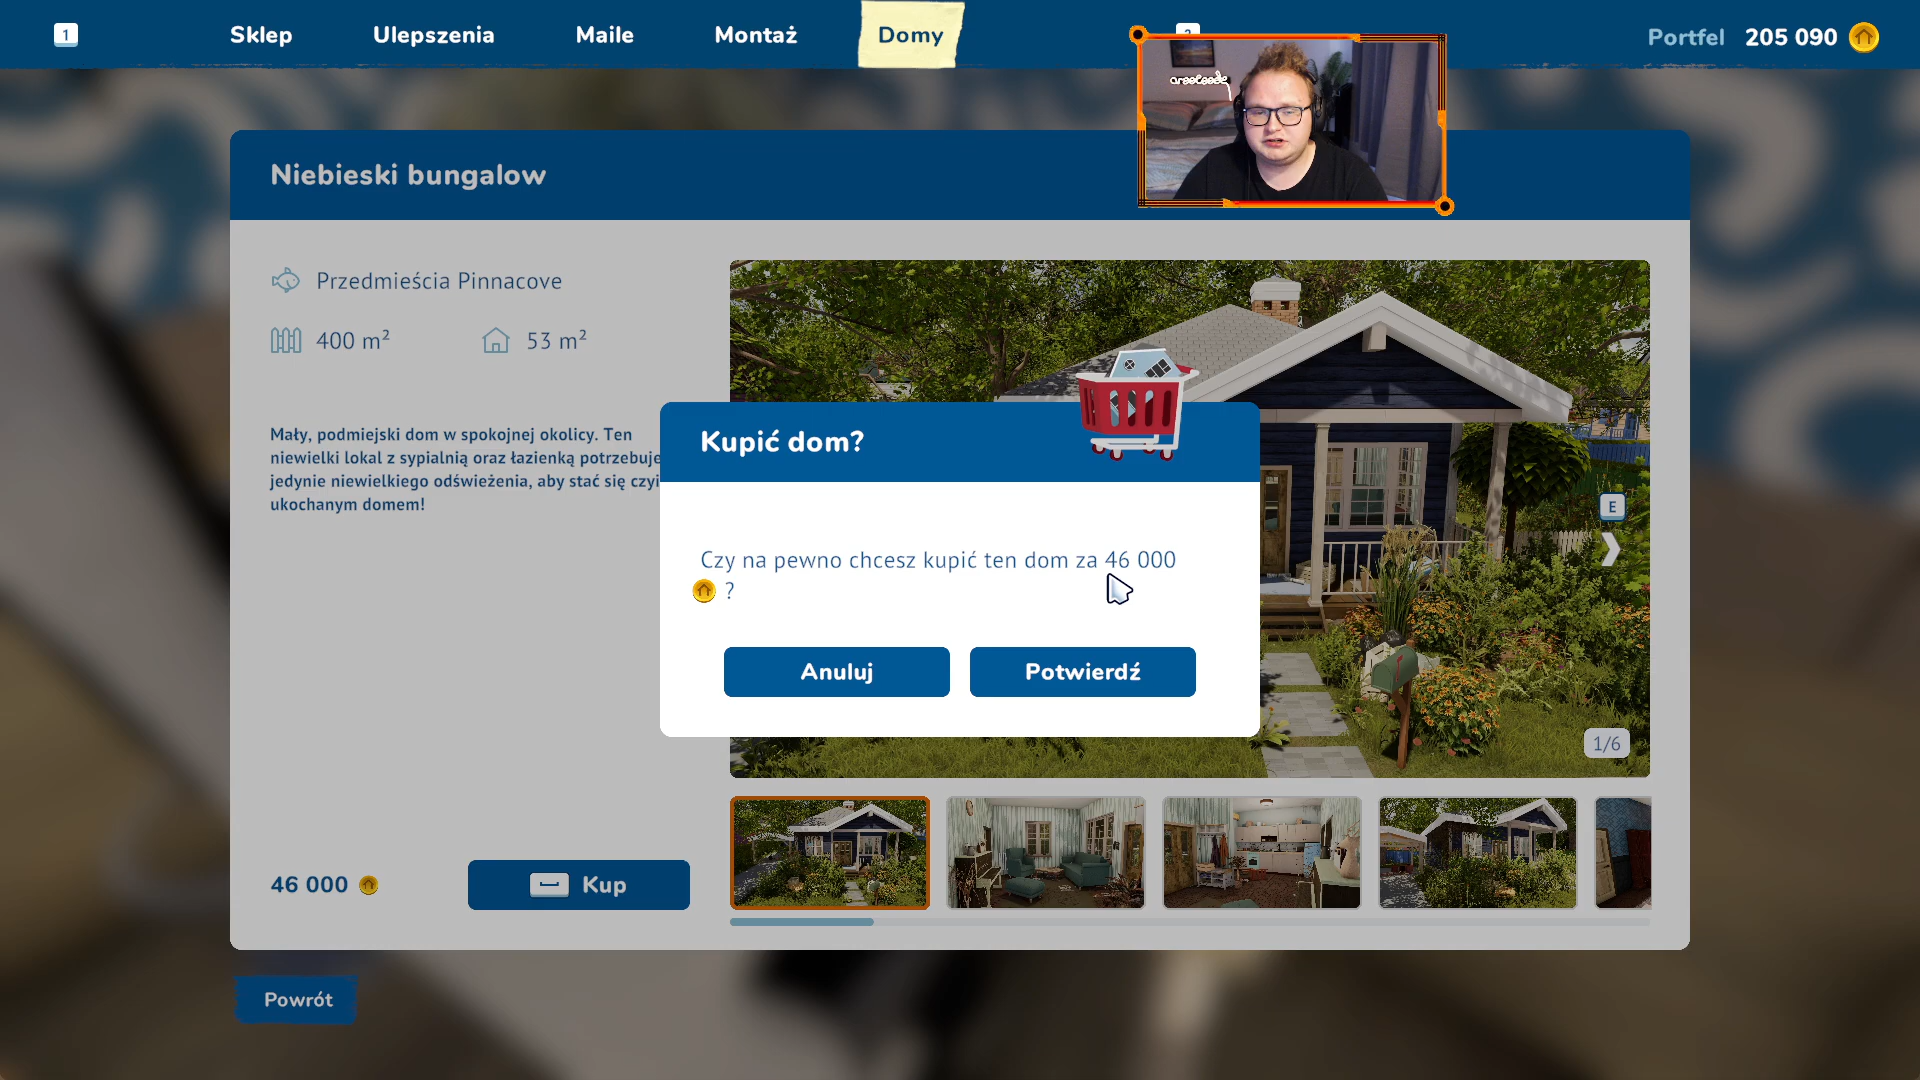 1
Sklep
Ulepszenia
Maile
Montaż
Domy
Portfel
205 090
Niebieski bungalow
Przedmieścia Pinnacove
400 m²
53 m²
Mały, podmiejski dom w spokojnej okolicy. Ten
niewielki lokal z sypialnią oraz łazienką potrzebuje
jedynie niewielkiego odświeżenia, aby stać się czyi
ukochanym domem!
Kupić dom?
Czy na pewno chcesz kupić ten dom za 46 000
?
Anuluj
Potwierdź
E
1/6
46 000
Kup
Powrót